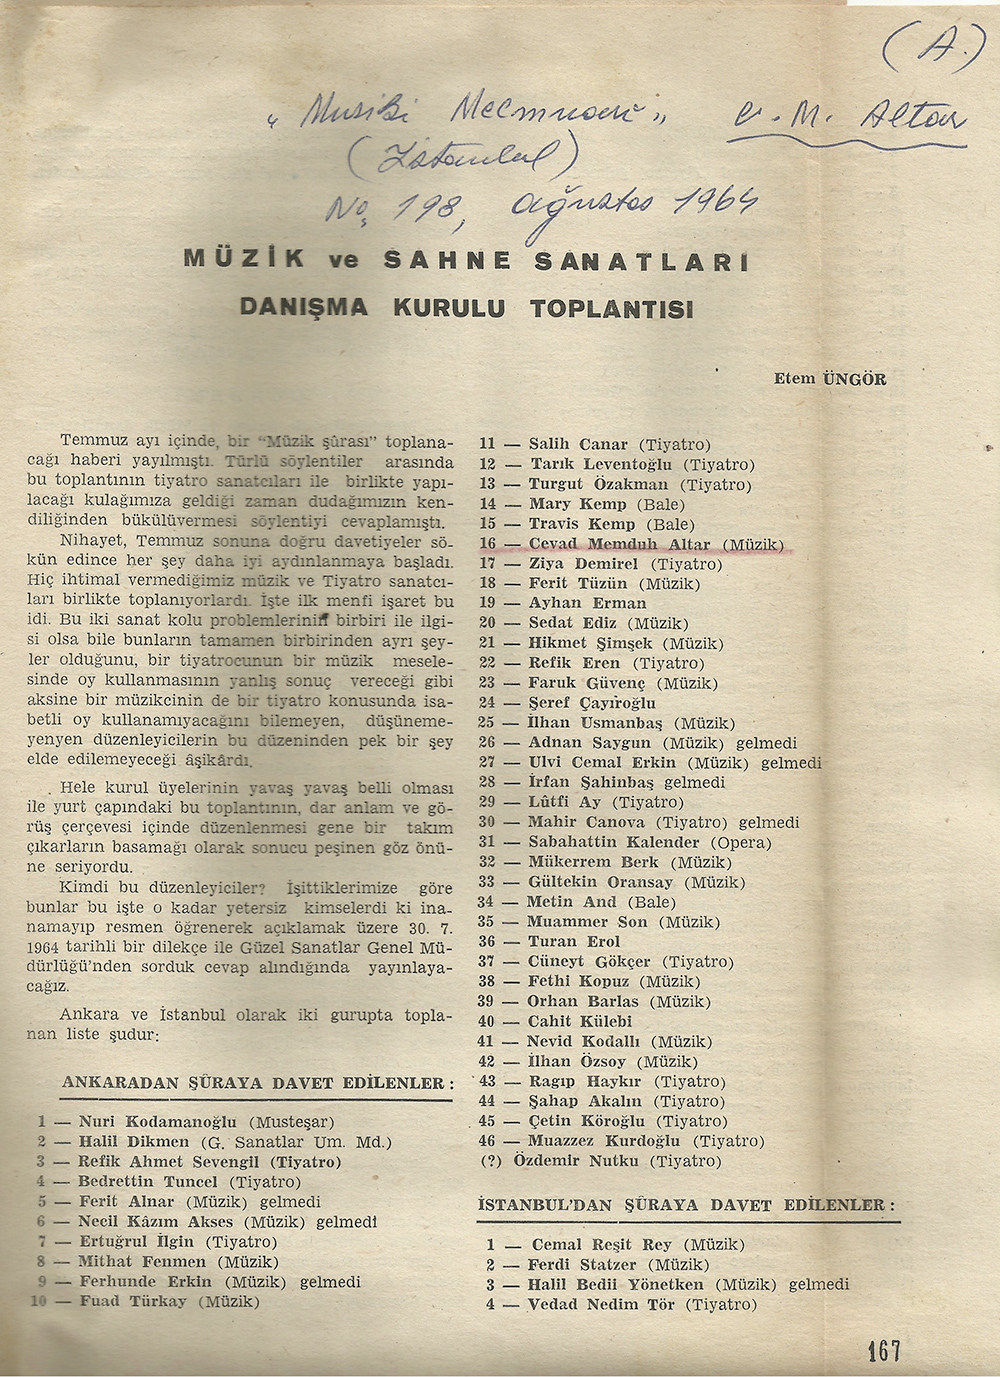 (A.)
"Musiki Mecmuası" C. M. Altar
(İstanbul)
No. 198, Ağustos 1964
MÜZİK ve SAHNE SANATLARI
DANIŞMA KURULU TOPLANTISI
Etem ÜNGÖR
Temmuz ayı içinde, bir "Müzik şûrası" toplana-
cağı haberi yayılmıştı. Türlü söylentiler arasında
bu toplantının tiyatro sanatcıları ile birlikte yapı-
lacağı kulağımıza geldiği zaman dudağımızın ken-
diliğinden bükülüvermesi söylentiyi cevaplamıştı.
Nihayet, Temmuz sonuna doğru davetiyeler sö-
kün edince her şey daha iyi aydınlanmaya başladı.
Hiç ihtimal vermediğimiz müzik ve Tiyatro sanatcı-
ları birlikte toplanıyorlardı. İşte ilk menfi işaret bu
idi. Bu iki sanat kolu problemlerinin birbiri ile ilgi-
si olsa bile bunların tamamen birbirinden ayrı şey-
ler olduğunu, bir tiyatrocunun bir müzik mesele-
sinde oy kullanmasının yanlış sonuç vereceği gibi
aksine bir müzikcinin de bir tiyatro konusunda isa-
betli oy kullanamıyacağını bilemeyen, düşüneme-
yenyen düzenleyicilerin bu düzeninden pek bir şey
elde edilemeyeceği âşikârdı.
Hele kurul üyelerinin yavaş yavaş belli olması
ile yurt çapındaki bu toplantının, dar anlam ve gö-
rüş çerçevesi içinde düzenlenmesi gene bir takım
çıkarların basamağı olarak sonucu peşinen göz önü-
ne seriyordu.
Kimdi bu düzenleyiciler? İşittiklerimize göre
bunlar bu işte o kadar yetersiz kimselerdi ki ina-
namayıp resmen öğrenerek açıklamak üzere 30. 7.
1964 tarihli bir dilekçe ile Güzel Sanatlar Genel Mü-
dürlüğü'nden sorduk cevap alındığında yayınlaya-
cağız.
Ankara ve İstanbul olarak iki gurupta topla-
nan liste şudur:
ANKARADAN ŞÛRAYA DAVET EDİLENLER :
1 — Nuri Kodamanoğlu (Musteşar)
2 — Halil Dikmen (G. Sanatlar Um. Md.)
3 — Refik Ahmet Sevengil (Tiyatro)
4 — Bedrettin Tuncel (Tiyatro)
5 — Ferit Alnar (Müzik) gelmedi
6 — Necil Kâzım Akses (Müzik) gelmedi
7 — Ertuğrul İlgin (Tiyatro)
8 — Mithat Fenmen (Müzik)
9 — Ferhunde Erkin (Müzik) gelmedi
10 — Fuad Türkay (Müzik)
11 — Salih Canar (Tiyatro)
12 — Tarık Leventoğlu (Tiyatro)
13 — Turgut Özakman (Tiyatro)
14 — Mary Kemp (Bale)
15 — Travis Kemp (Bale)
16 — Cevad Memduh Altar (Müzik)
17 — Ziya Demirel (Tiyatro)
18 — Ferit Tüzün (Müzik)
19 — Ayhan Erman
20 — Sedat Ediz (Müzik)
21 — Hikmet Şimşek (Müzik)
22 — Refik Eren (Tiyatro)
23 — Faruk Güvenç (Müzik)
24 — Şeref Çayıroğlu
25 — İlhan Usmanbaş (Müzik)
26 — Adnan Saygun (Müzik) gelmedi
27 — Ulvi Cemal Erkin (Müzik) gelmedi
28 — İrfan Şahinbaş gelmedi
29 — Lûtfi Ay (Tiyatro)
30 — Mahir Canova (Tiyatro) gelmedi
31 — Sabahattin Kalender (Opera)
32 — Mükerrem Berk (Müzik)
33 — Gültekin Oransay (Müzik)
34 — Metin And (Bale)
35 — Muammer Son (Müzik)
36 — Turan Erol
37 — Cüneyt Gökçer (Tiyatro)
38 — Fethi Kopuz (Müzik)
39 — Orhan Barlas (Müzik)
40 — Cahit Külebi
41 — Nevid Kodallı (Müzik)
42 — İlhan Özsoy (Müzik)
43 — Ragıp Haykır (Tiyatro)
44 — Şahap Akalın (Tiyatro)
45 — Çetin Köroğlu (Tiyatro)
46 — Muazzez Kurdoğlu (Tiyatro)
(?) Özdemir Nutku (Tiyatro)
İSTANBUL'DAN ŞÛRAYA DAVET EDİLENLER :
1 — Cemal Reşit Rey (Müzik)
2 — Ferdi Statzer (Müzik)
3 — Halil Bedii Yönetken (Müzik) gelmedi
4 — Vedad Nedim Tör (Tiyatro)
167